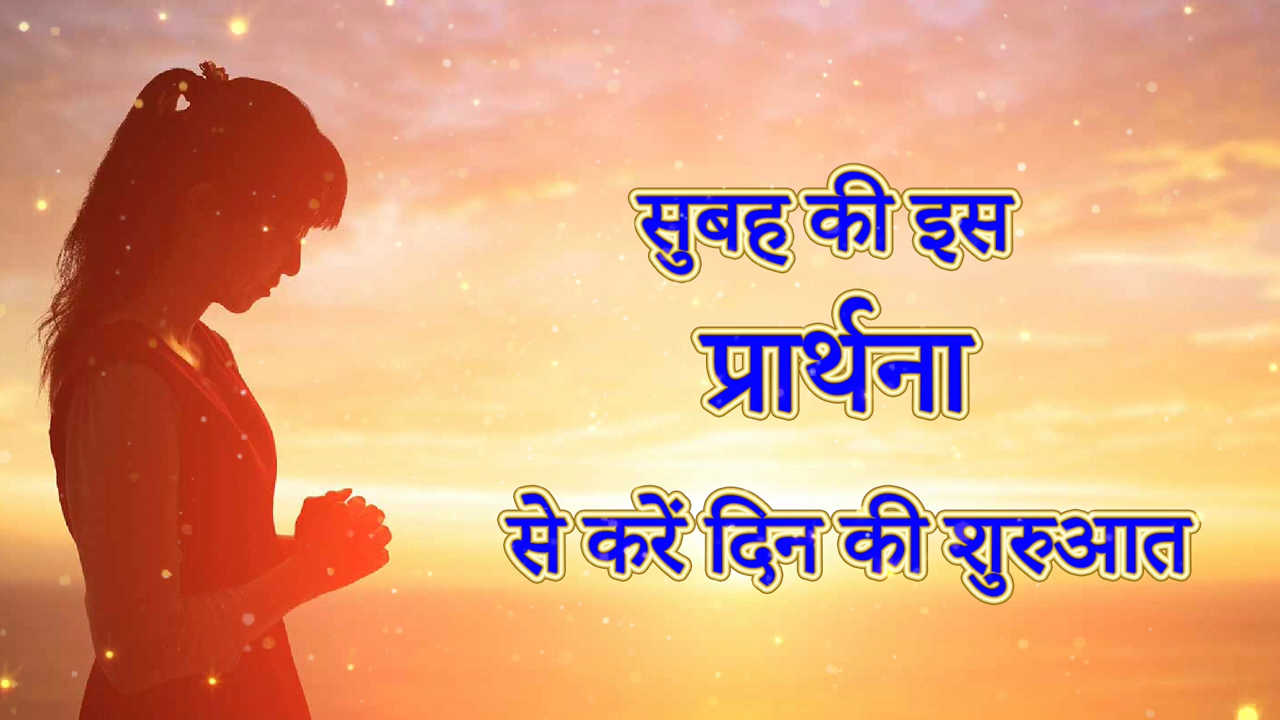 सुबह की इस
प्रार्थना
से करें दिन की शुरुआत